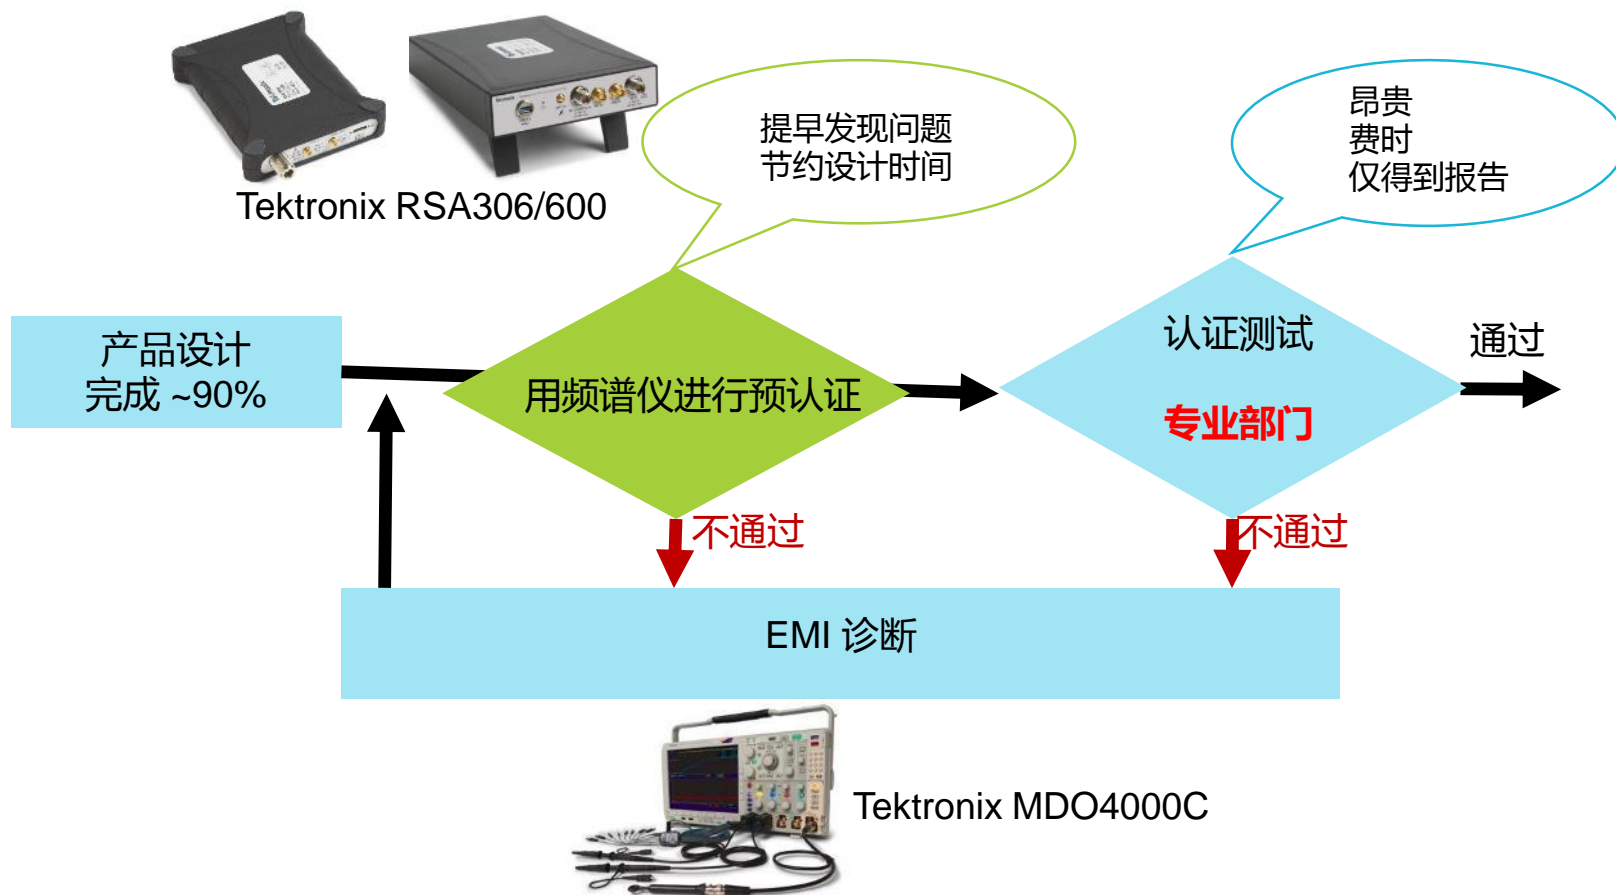 Tektronix RSA306/600
提早发现问题
节约设计时间
昂贵
费时
仅得到报告
产品设计
完成 ~90%
用频谱仪进行预认证
认证测试
专业部门
通过
不通过
不通过
EMI 诊断
Tektronix MDO4000C